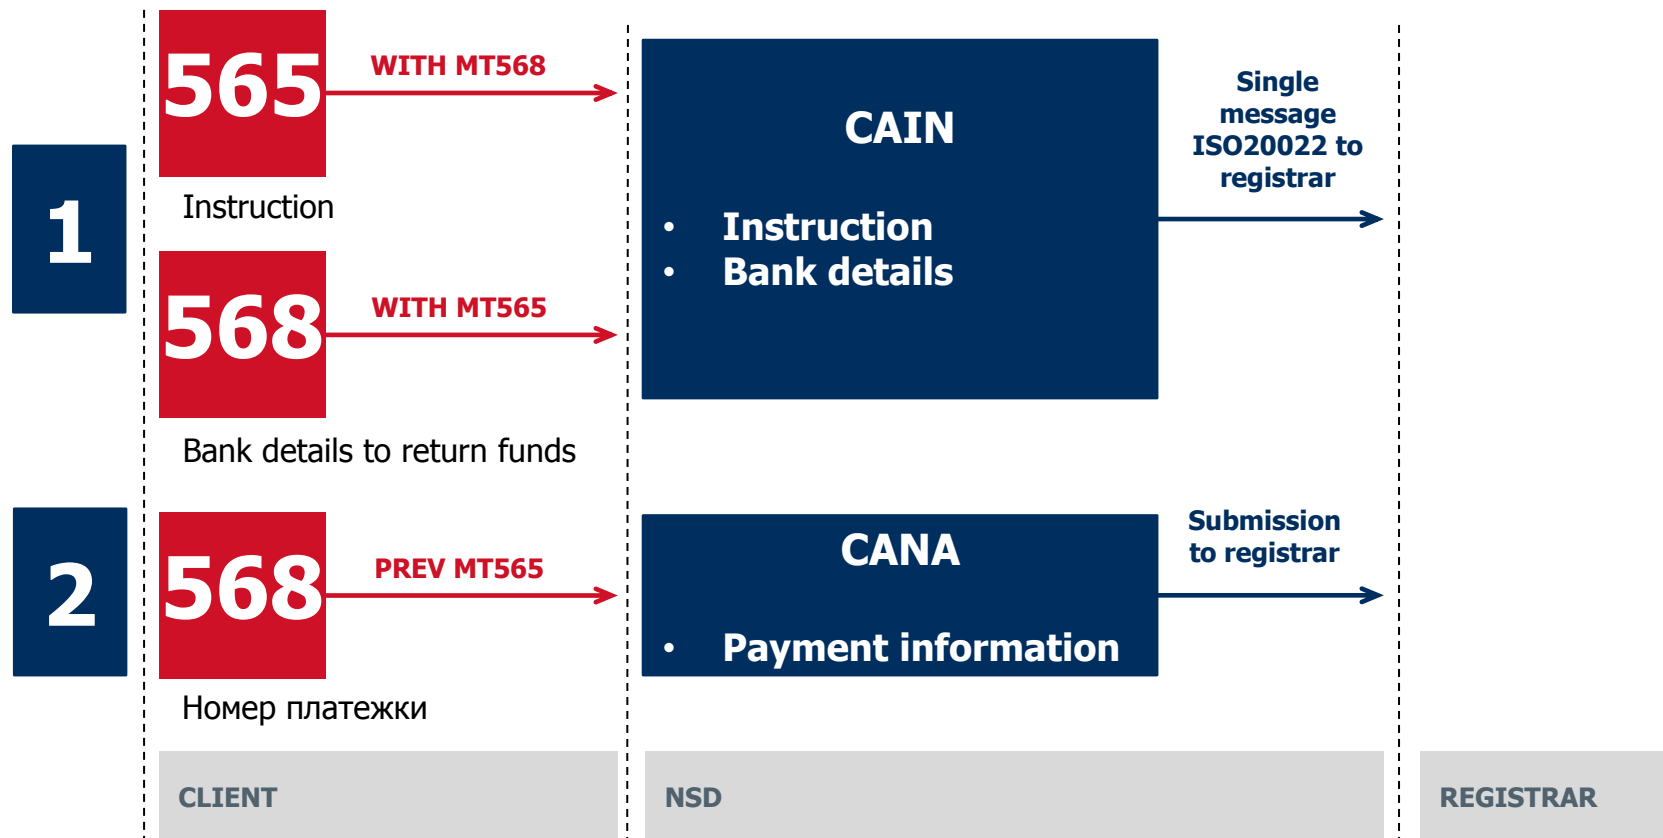 1
565
WITH MT568
Instruction
568
WITH MT565
Bank details to return funds
CAIN
• Instruction
• Bank details
Single
message
ISO20022 to
registrar
2
568
PREV MT565
Номер платежки
CANA
• Payment information
Submission
to registrar
CLIENT
NSD
REGISTRAR